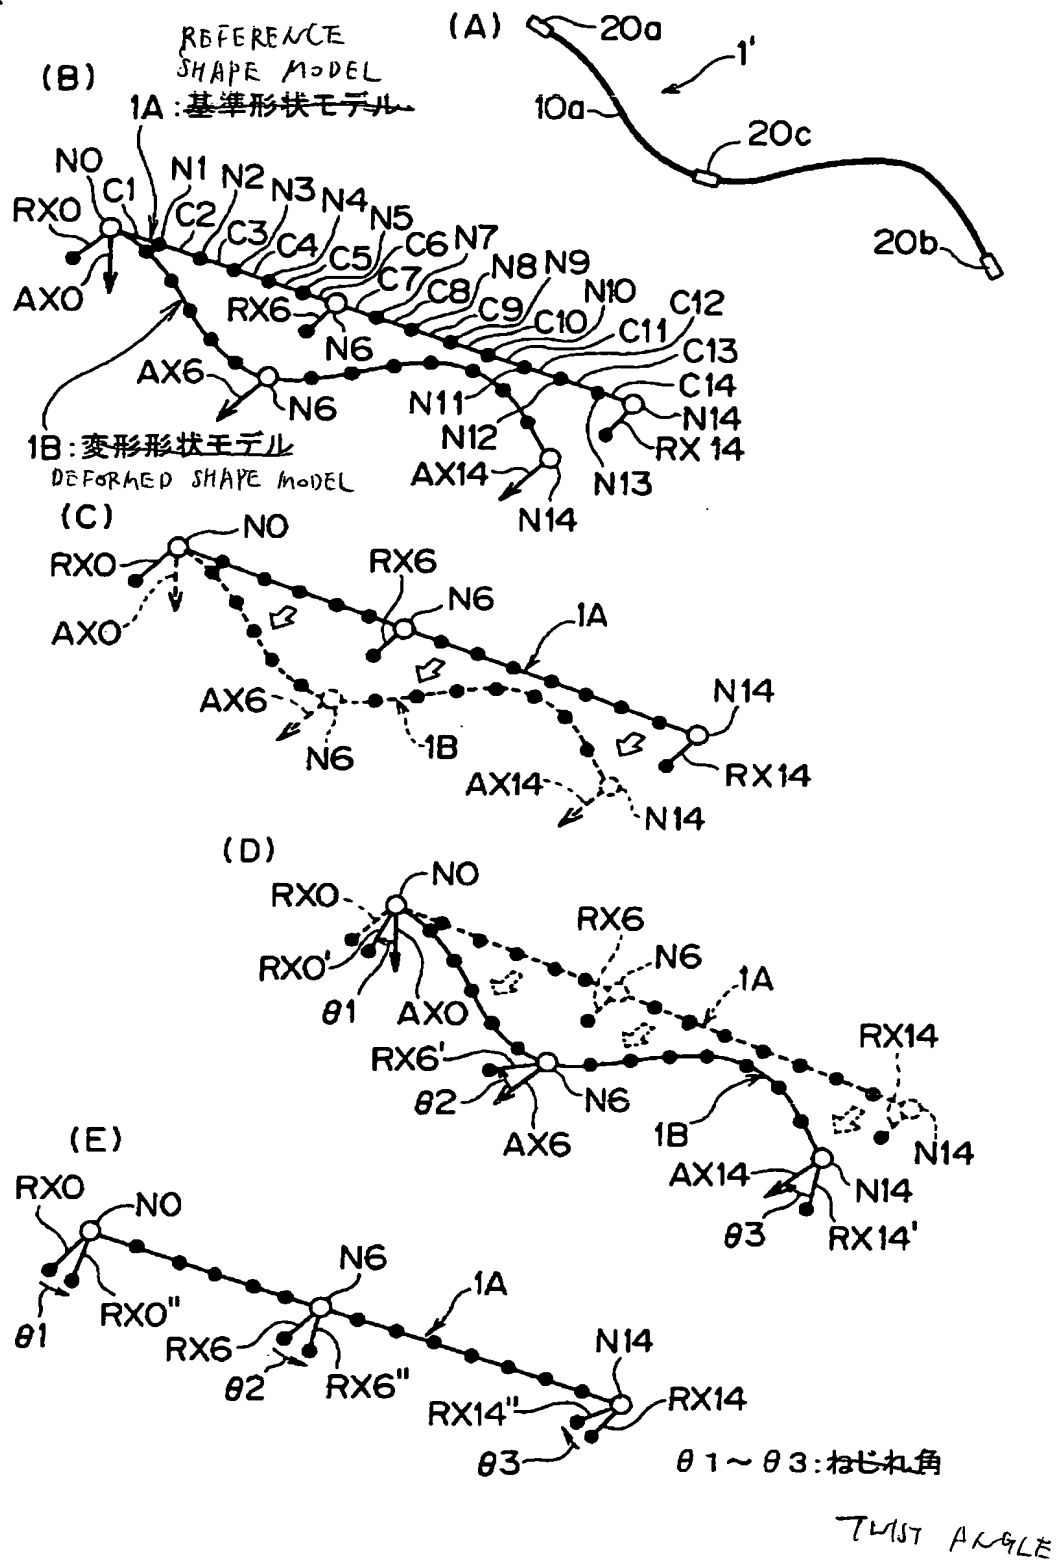 (A)
20a
1'
10a
20c
20b
REFERENCE
SHAPE MODEL
(B)
1A:基準形状モデル
N0
C1
N1
C2
N2
C3
N3
C4
N4
C5
N5
C6
N7
C7
N8
C8
N9
C9
N10
C10
C11
C12
C13
C14
RX0
AX0
RX6
N6
AX6
N6
N11
N12
N14
RX14
N13
AX14
N14
1B:変形形状モデル
DEFORMED SHAPE MODEL
(C)
N0
RX0
RX6
N6
1A
AX0
AX6
N6
1B
N14
RX14
AX14
N14
(D)
N0
RX0
RX6
N6
1A
RX0'
θ1
AX0
RX14
RX6'
θ2
N6
AX6
1B
N14
AX14
N14
θ3
RX14'
(E)
RX0
N0
N6
1A
θ1
RX0"
RX6
θ2
RX6"
N14
RX14"
RX14
θ3
θ1～θ3:ねじれ角
TWIST ANGLE